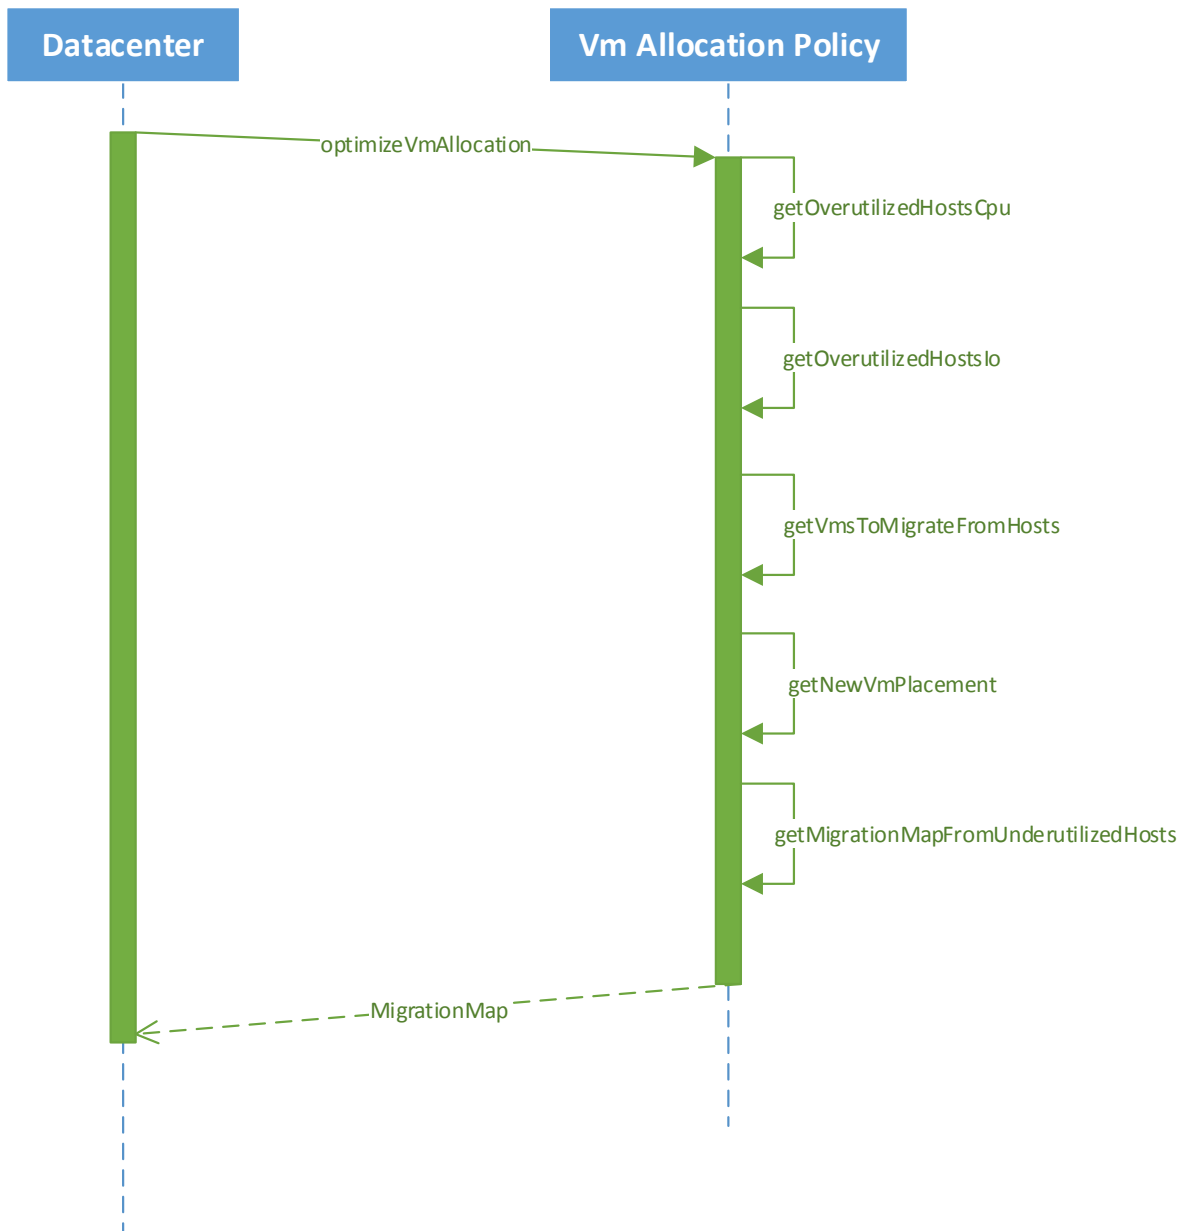 Datacenter
Vm Allocation Policy
optimizeVmAllocation
getOverutilizedHostsCpu
getOverutilizedHostsIo
getVmsToMigrateFromHosts
getNewVmPlacement
getMigrationMapFromUnderutilizedHosts
MigrationMap